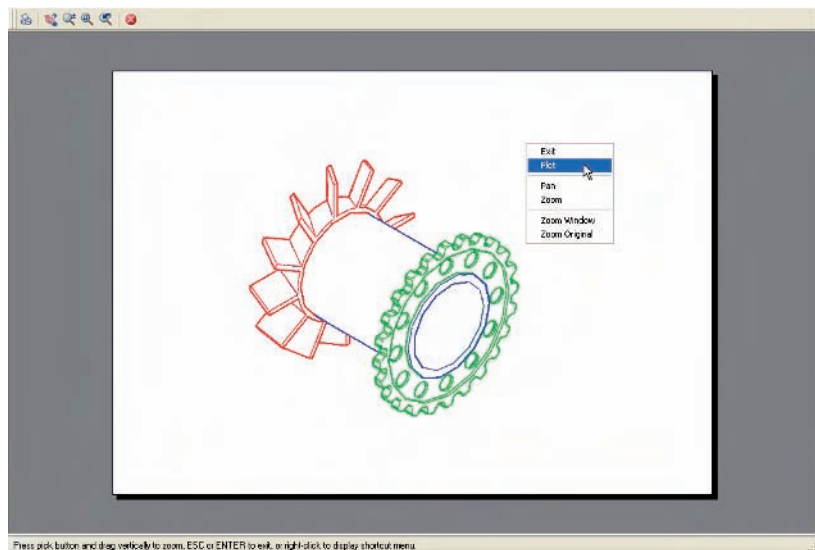 Exit
Plot
Pan
Zoom
Zoom Window
Zoom Original
Press pick button and drag vertically to zoom, ESC or ENTER to exit, or right-click to display shortcut menu.